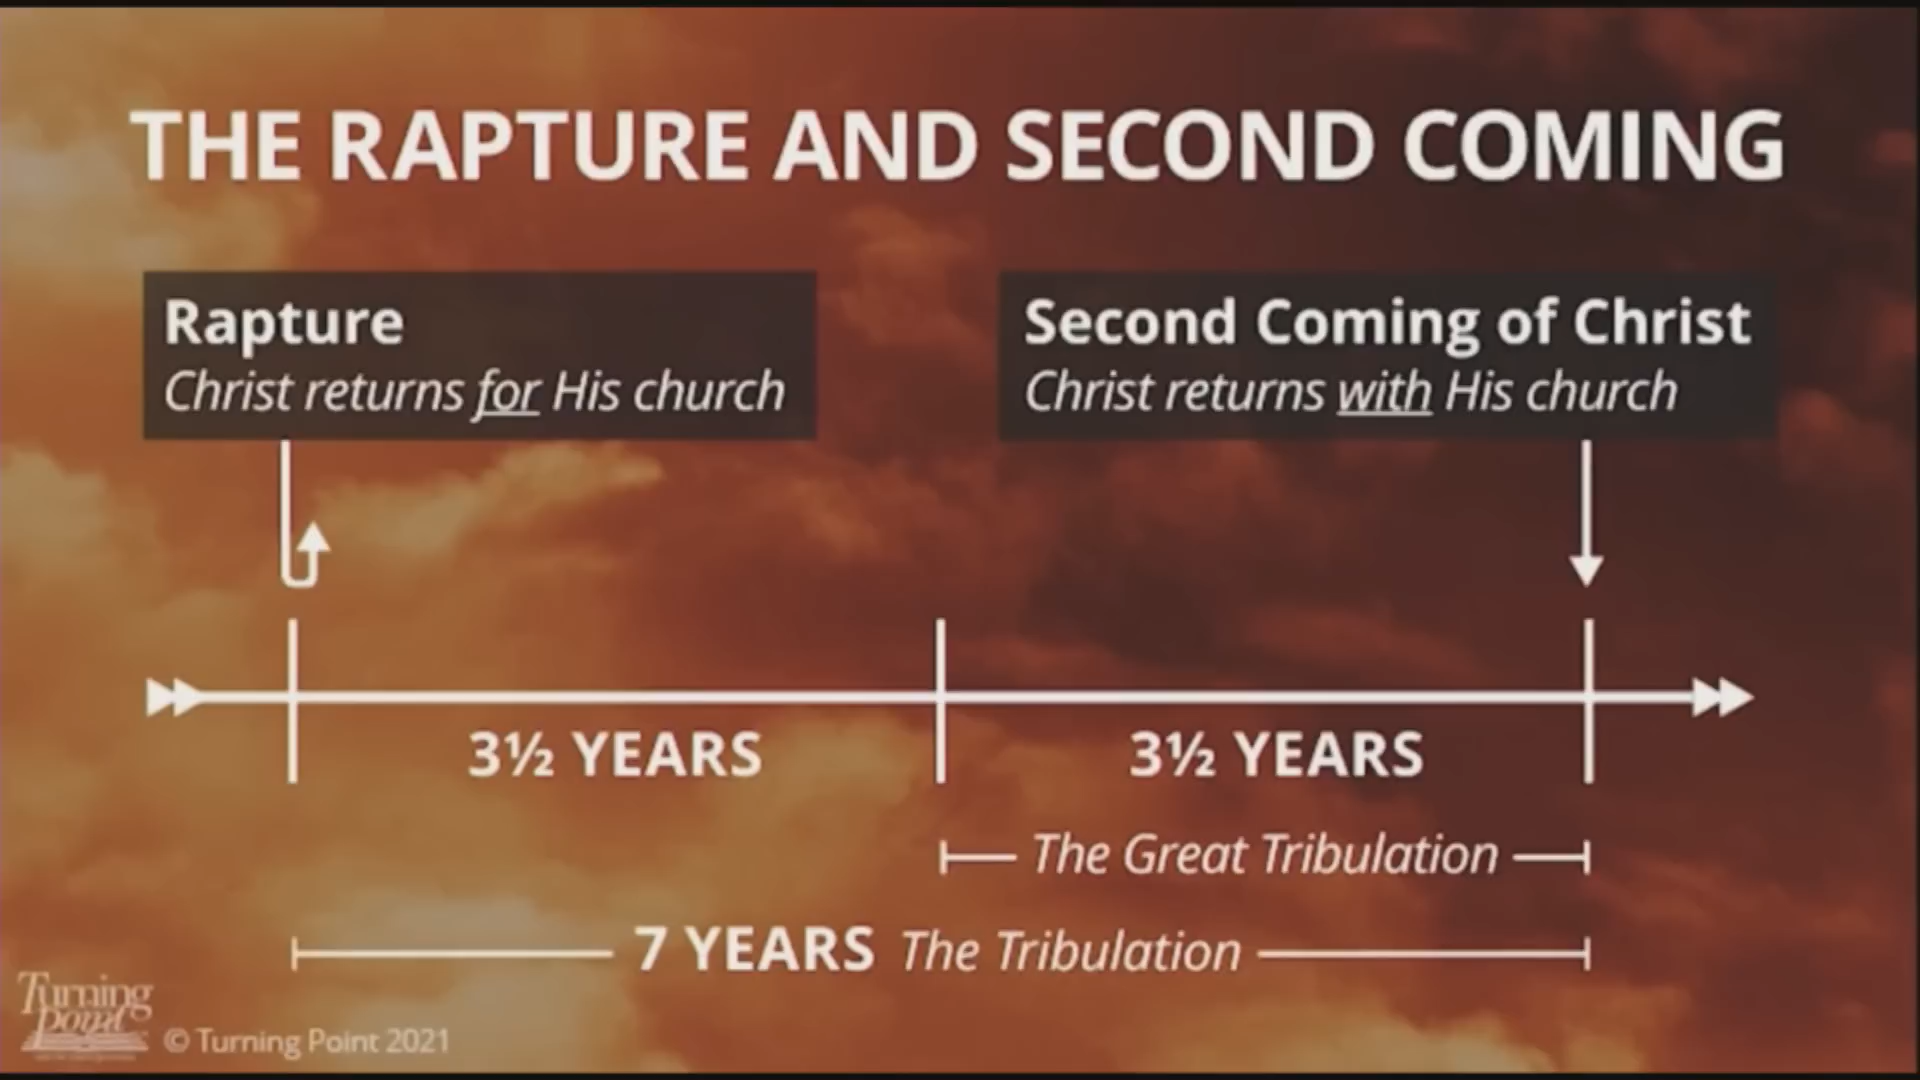 THE RAPTURE AND SECOND COMING
Rapture
Christ returns for His church
Second Coming of Christ
Christ returns with His church
3½ YEARS
3½ YEARS
The Great Tribulation
7 YEARS The Tribulation
Turning
Point
© Turning Point 2021